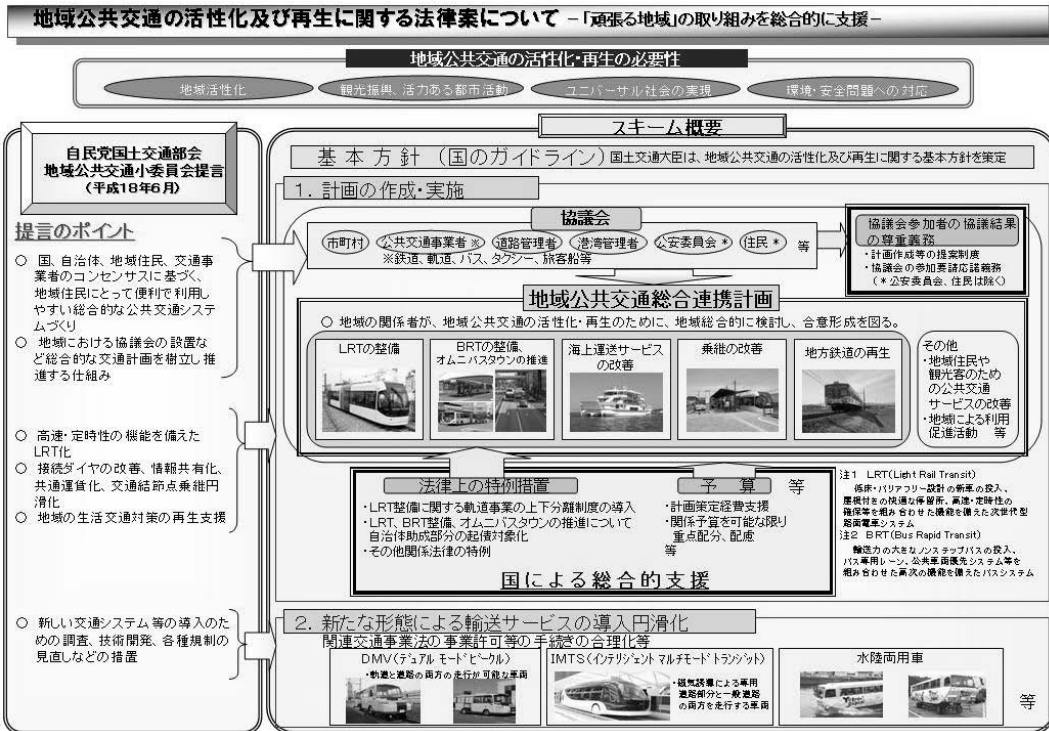 地域公共交通の活性化及び再生に関する法律案について －「頑張る地域」の取り組みを総合的に支援－
地域公共交通の活性化・再生の必要性
地域活性化
観光振興、活力ある都市活動
ユニバーサル社会の実現
環境・安全問題への対応
自民党国土交通部会
地域公共交通小委員会提言
（平成18年6月）
提言のポイント
○ 国、自治体、地域住民、交通事
業者のコンセンサスに基づく、
地域住民にとって便利で利用し
やすい総合的な公共交通システ
ムづくり
○ 地域における協議会の設置な
ど総合的な交通計画を樹立し推
進する仕組み
○ 高速・定時性の機能を備えた
LRT化
○ 接続ダイヤの改善、情報共有化、
共通運賃化、交通結節点乗継円
滑化
○ 地域の生活交通対策の再生支援
○ 新しい交通システム等の導入のた
めの調査、技術開発、各種規制の
見直しなどの措置
スキーム概要
基本方針（国のガイドライン）国土交通大臣は、地域公共交通の活性化及び再生に関する基本方針を策定
1．計画の作成・実施
協議会
市町村 公共交通事業者※ 道路管理者 港湾管理者 公安委員会＊ 住民＊ 等
※鉄道、軌道、バス、タクシー、旅客船等
協議会参加者の協議結果
の尊重義務
・計画作成等の提案制度
・協議会の参加要請応諾義務
（＊公安委員会、住民は除く）
地域公共交通総合連携計画
○ 地域の関係者が、地域公共交通の活性化・再生のために、地域総合的に検討し、合意形成を図る。
LRTの整備
BRTの整備、
オムニバスタウンの推進
海上運送サービス
の改善
乗継の改善
地方鉄道の再生
その他
・地域住民や
観光客のため
の公共交通
サービスの改善
・地域による利用
促進活動 等
法律上の特例措置
・LRT整備に関する軌道事業の上下分離制度の導入
・LRT、BRT整備、オムニバスタウンの推進について
自治体助成部分の起債対象化
・その他関係法律の特例
予 算 等
・計画策定経費支援
・関係予算を可能な限り
重点配分、配慮
等
国による総合的支援
注1 LRT(Light Rail Transit)
低床・バリアフリー設計の新車の投入、
屋根付きの快適な停留所、高速・定時性の
確保等を組み合わせた機能を備えた次世代型
路面電車システム
注2 BRT(Bus Rapid Transit)
輸送力の大きなノンステップバスの投入、
バス専用レーン、公共車両優先システム等を
組み合わせた高次の機能を備えたバスシステム
2．新たな形態による輸送サービスの導入円滑化
関連交通事業法の事業許可等の手続きの合理化等
DMV(デュアル モード ビークル)
・軌道と道路の両方の走行が可能な車両
IMTS(インテリジェント マルチモード トランジット)
・磁気誘導による専用
道路部分と一般道路
の両方を走行する車両
水陸両用車
等